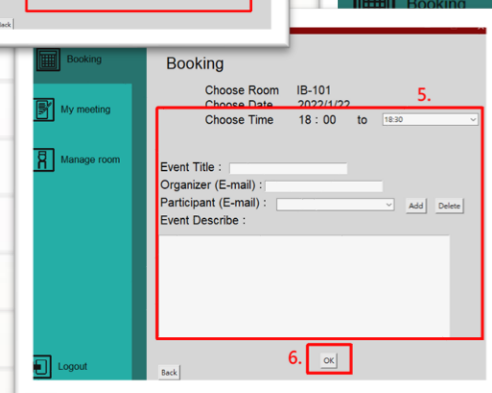 Back
Booking
Booking
Booking
Choose Room IB-101
Choose Date 2022/1/22
5.
Choose Time 18 : 00 to 18:30
My meeting
Manage room
Event Title :
Organizer (E-mail) :
Participant (E-mail) : Add Delete
Event Describe :
6. OK
Logout
Back